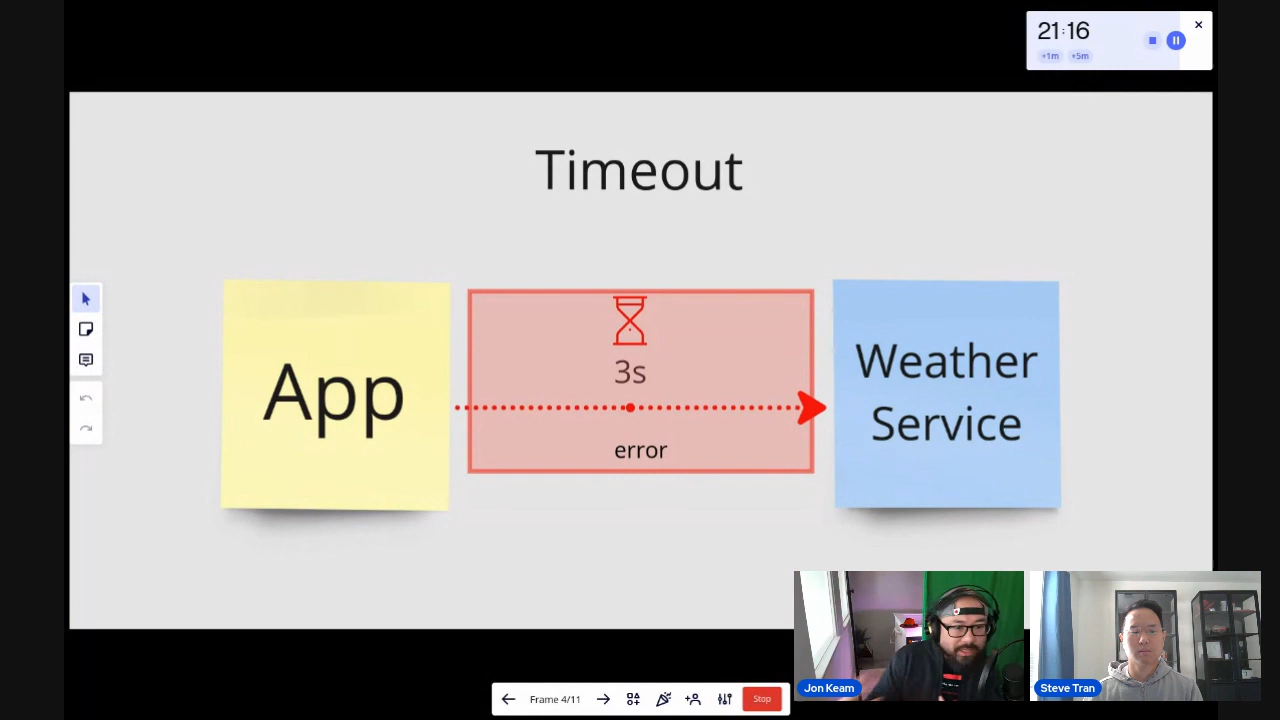 21:16
+1m +5m
Timeout
App
3s
error
Weather
Service
Jon Keam
Steve Tran
Frame 4/11
Stop